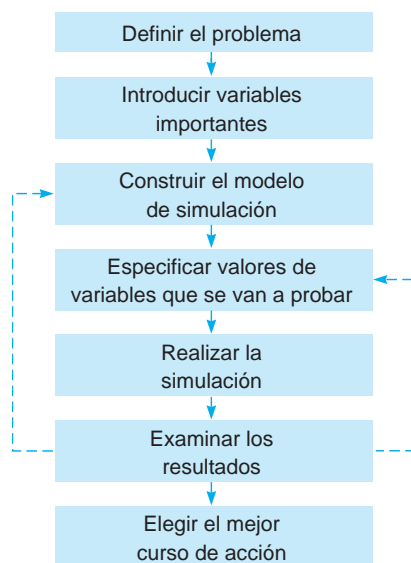 Definir el problema
Introducir variables
importantes
Construir el modelo
de simulación
Especificar valores de
variables que se van a probar
Realizar la
simulación
Examinar los
resultados
Elegir el mejor
curso de acción